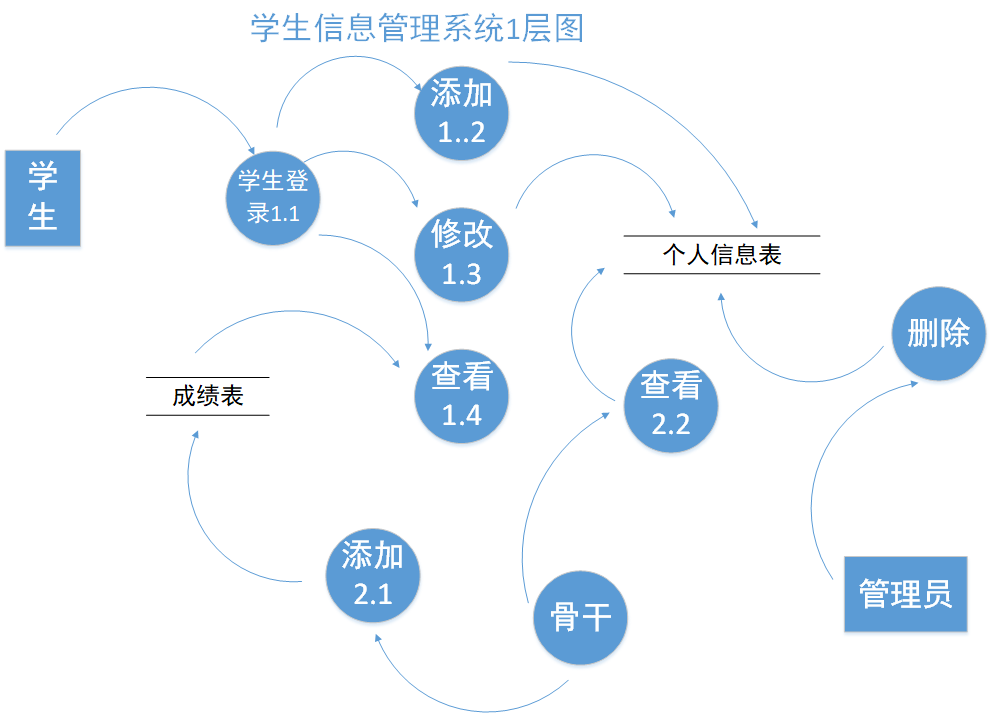 学生信息管理系统1层图
添加
1..2
学
生
学生登
录1.1
修改
1.3
个人信息表
删除
查看
1.4
成绩表
查看
2.2
添加
2.1
骨干
管理员